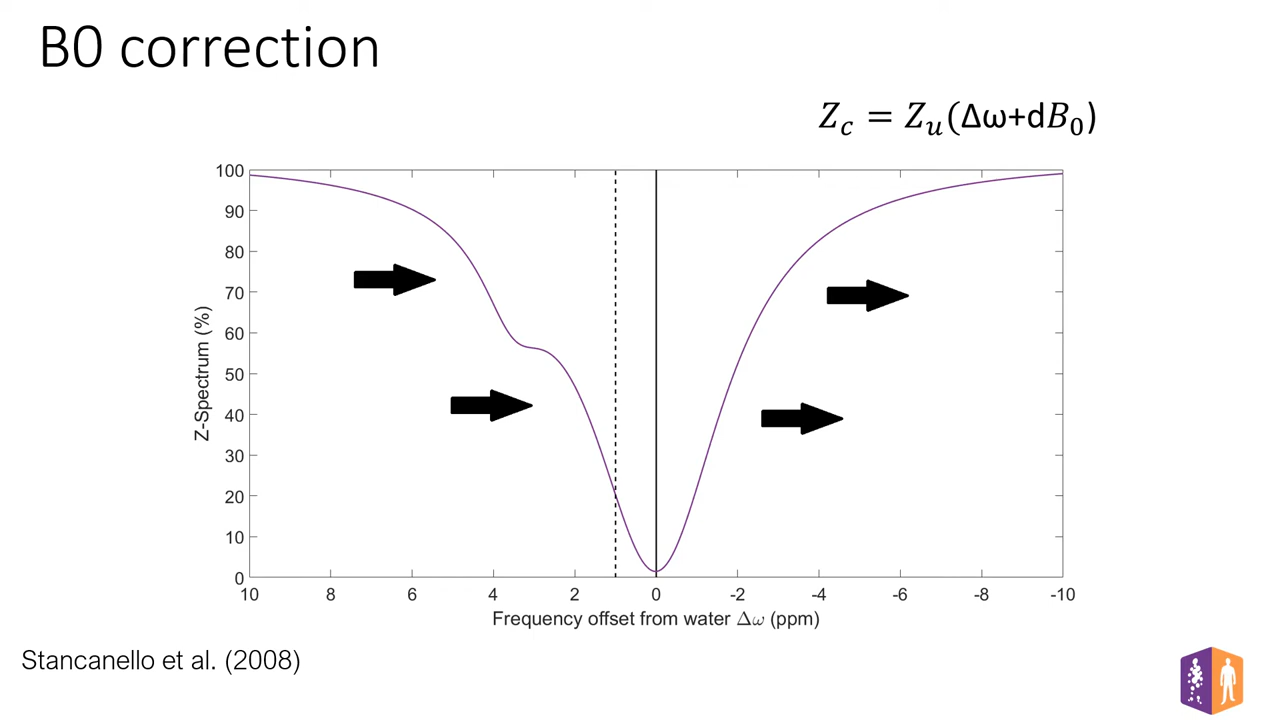 B0 correction
Z_c = Z_u(Δω+dB_0)
100
90
80
70
60
50
40
30
20
10
0
Z-Spectrum (%)
10 8 6 4 2 0 -2 -4 -6 -8 -10
Frequency offset from water Δω (ppm)
Stancanello et al. (2008)